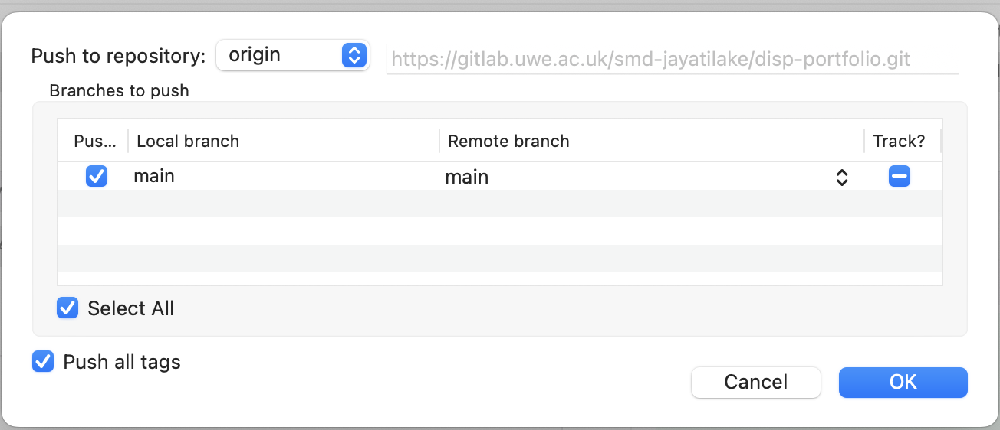 Push to repository: origin https://gitlab.uwe.ac.uk/smd-jayatilake/disp-portfolio.git
Branches to push
Pus... Local branch Remote branch Track?
main main
Select All
Push all tags
Cancel OK